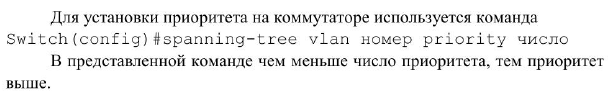 Для установки приоритета на коммутаторе используется команда
Switch(config)#spanning-tree vlan номер priority число
В представленной команде чем меньше число приоритета, тем приоритет
выше.